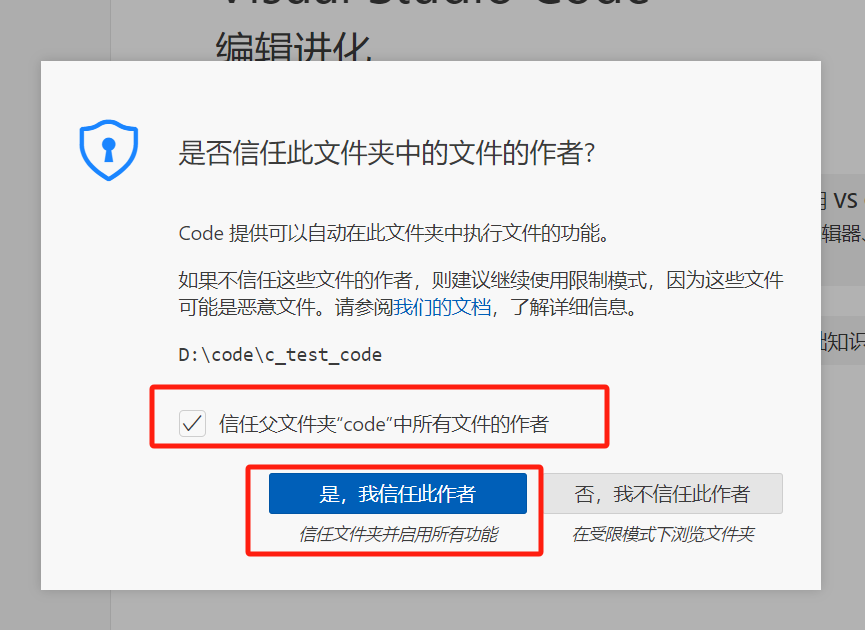 Visual Studio Code
编辑进化
是否信任此文件夹中的文件的作者?
VS
Code 提供可以自动在此文件夹中执行文件的功能。
辑器、
如果不信任这些文件的作者，则建议继续使用限制模式，因为这些文件
可能是恶意文件。请参阅我们的文档，了解详细信息。
知识
D:\code\c_test_code
信任父文件夹“code”中所有文件的作者
是，我信任此作者
否，我不信任此作者
信任文件夹并启用所有功能
在受限模式下浏览文件夹